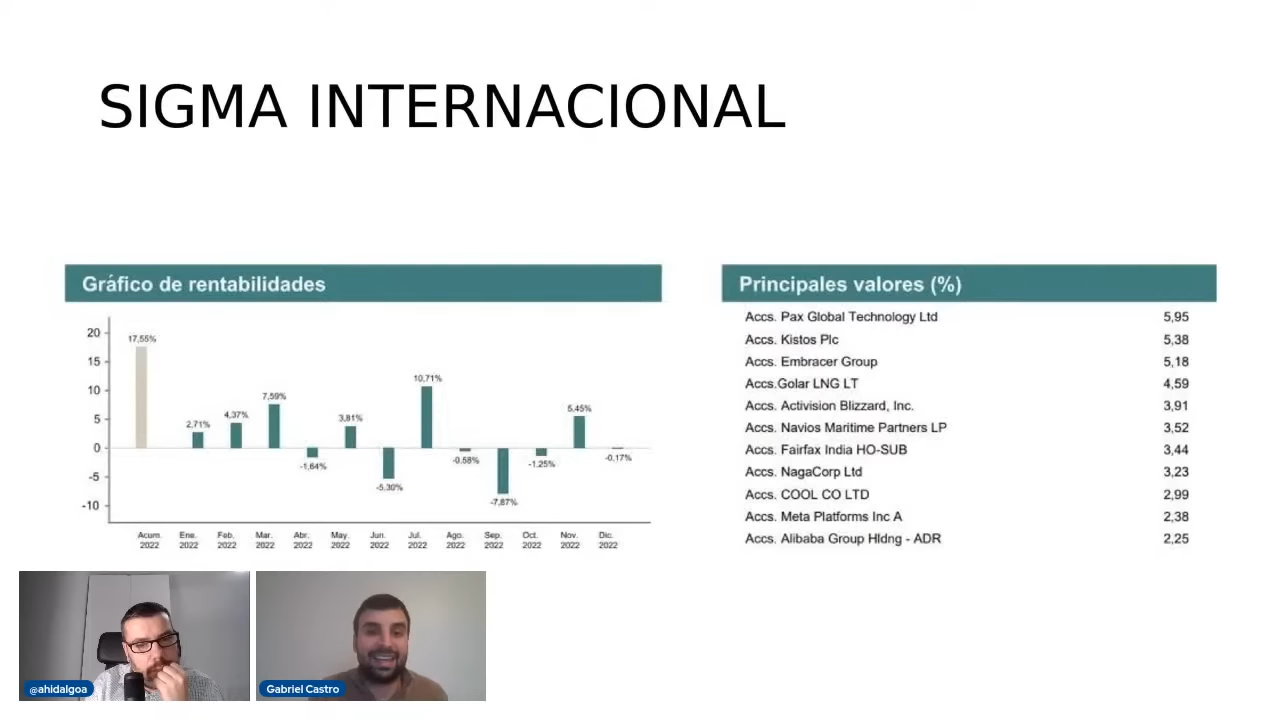 SIGMA INTERNACIONAL
Gráfico de rentabilidades
20
15
10
5
0
-5
-10
17,55%
2,71%
4,37%
7,59%
-1,64%
3,81%
-5,30%
10,71%
-0,58%
-7,87%
-1,25%
5,45%
-0,17%
Acum. Ene. Feb. Mar. Abr. May. Jun. Jul. Ago. Sep. Oct. Nov. Dic.
2022 2022 2022 2022 2022 2022 2022 2022 2022 2022 2022 2022 2022
Principales valores (%)
Accs. Pax Global Technology Ltd 5,95
Accs. Kistos Plc 5,38
Accs. Embracer Group 5,18
Accs.Golar LNG LT 4,59
Accs. Activision Blizzard, Inc. 3,91
Accs. Navios Maritime Partners LP 3,52
Accs. Fairfax India HO-SUB 3,44
Accs. NagaCorp Ltd 3,23
Accs. COOL CO LTD 2,99
Accs. Meta Platforms Inc A 2,38
Accs. Alibaba Group Hldng - ADR 2,25
@ahidalgoa
Gabriel Castro